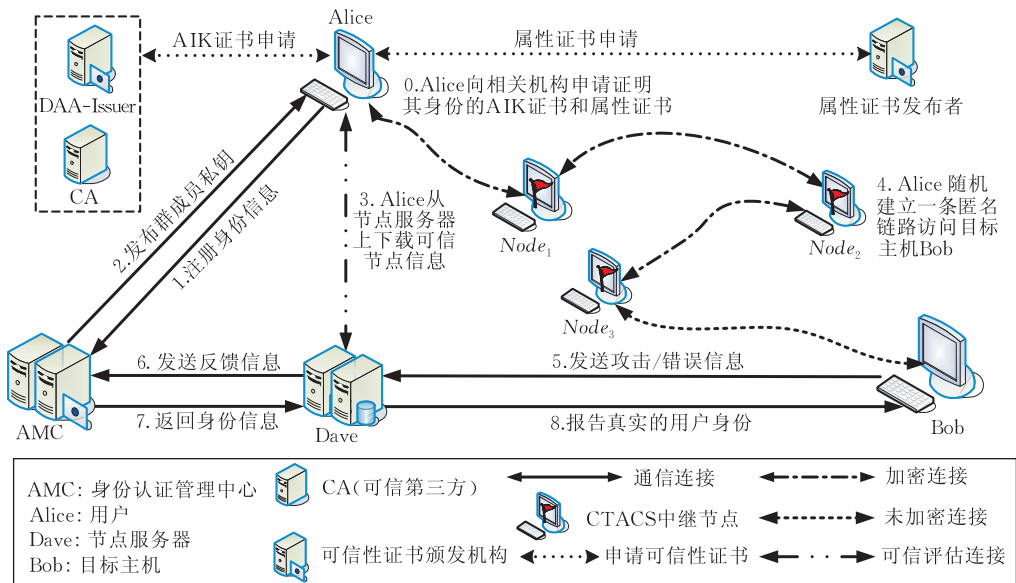 Alice
AIK证书申请
属性证书申请
DAA-Issuer
CA
0.Alice向相关机构申请证明
其身份的AIK证书和属性证书
属性证书发布者
2.发布群成员私钥
1.注册身份信息
3. Alice从
节点服务器
上下载可信
节点信息
Node1
Node2
Node3
4. Alice 随机
建立一条匿名
链路访问目标
主机Bob
6. 发送反馈信息
5.发送攻击/错误信息
7.返回身份信息
8.报告真实的用户身份
AMC
Dave
Bob
AMC: 身份认证管理中心
Alice: 用户
Dave: 节点服务器
Bob: 目标主机
CA(可信第三方)
可信性证书颁发机构
通信连接
CTACS中继节点
申请可信性证书
加密连接
未加密连接
可信评估连接